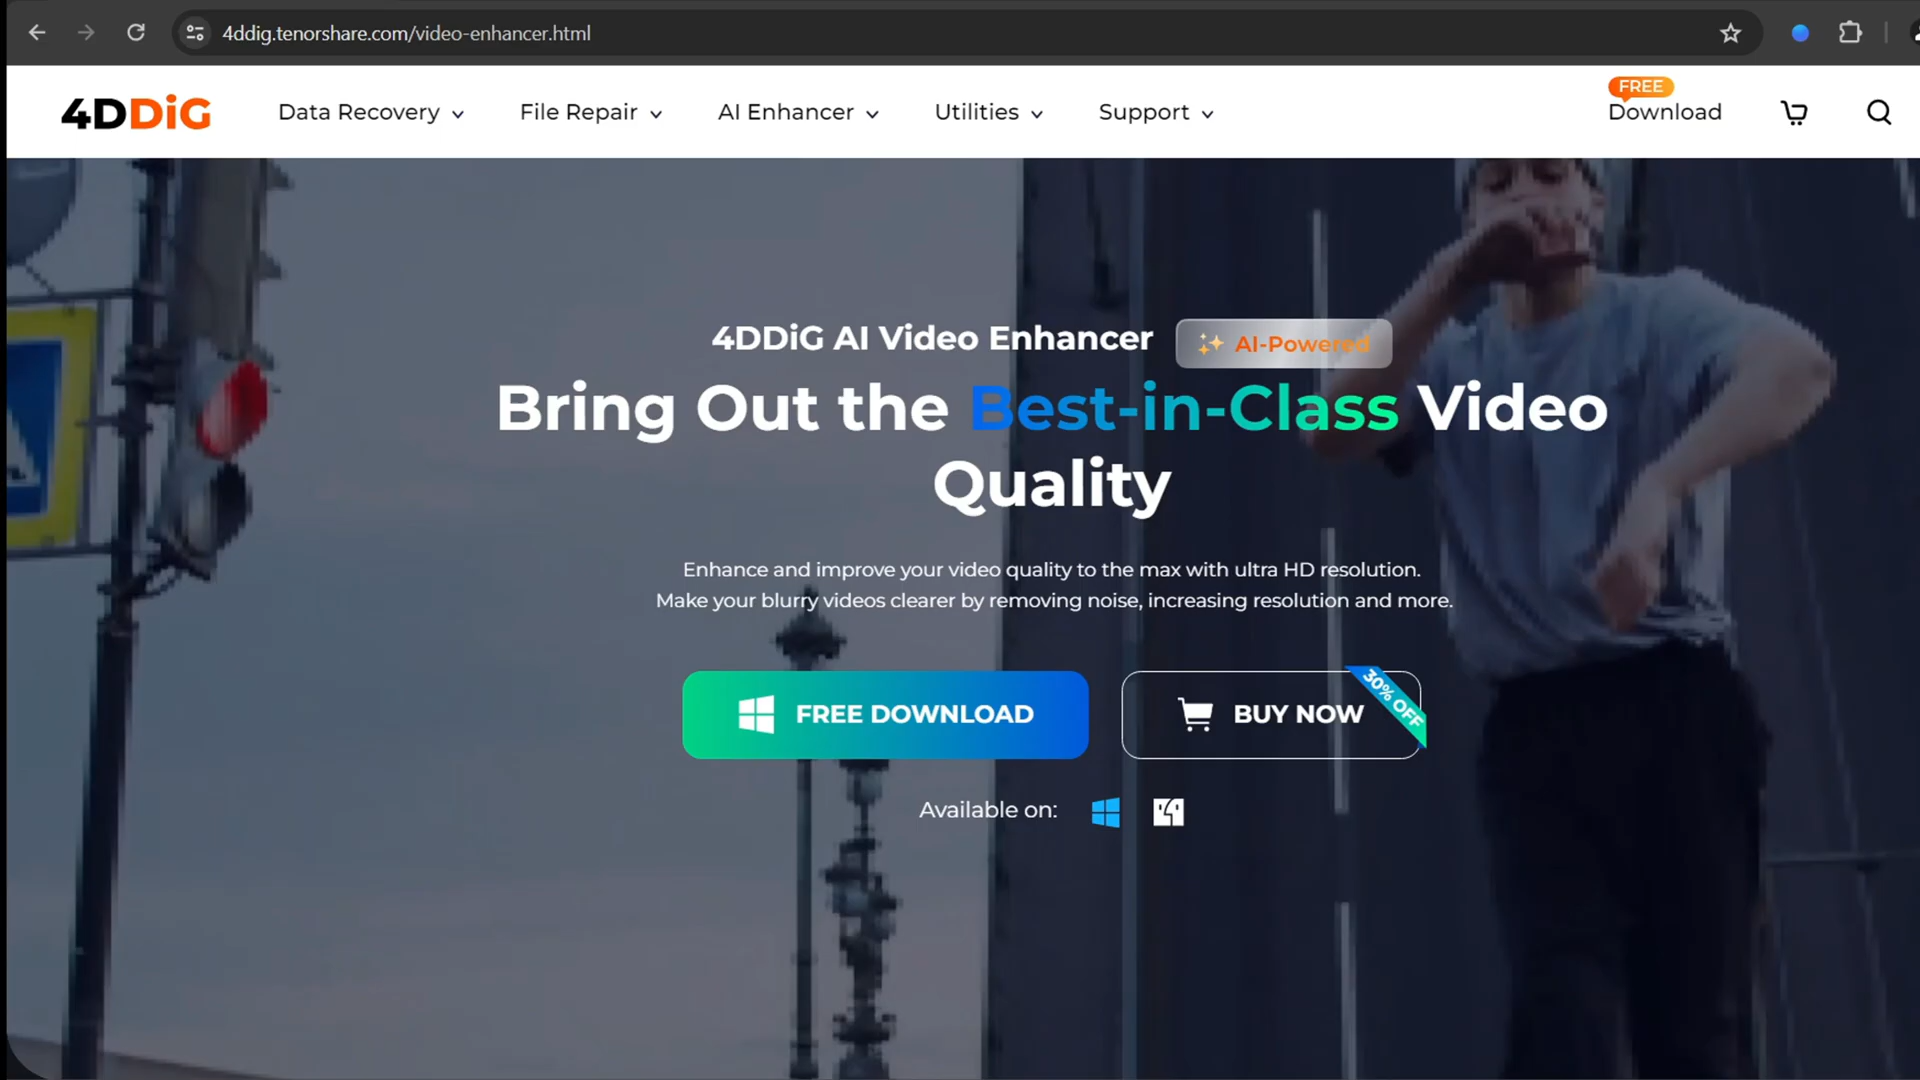 4ddig.tenorshare.com/video-enhancer.html
4DDiG
Data Recovery
File Repair
AI Enhancer
Utilities
Support
FREE
Download
4DDiG AI Video Enhancer
AI-Powered
Bring Out the Best-in-Class Video
Quality
Enhance and improve your video quality to the max with ultra HD resolution.
Make your blurry videos clearer by removing noise, increasing resolution and more.
FREE DOWNLOAD
BUY NOW
30% OFF
Available on: